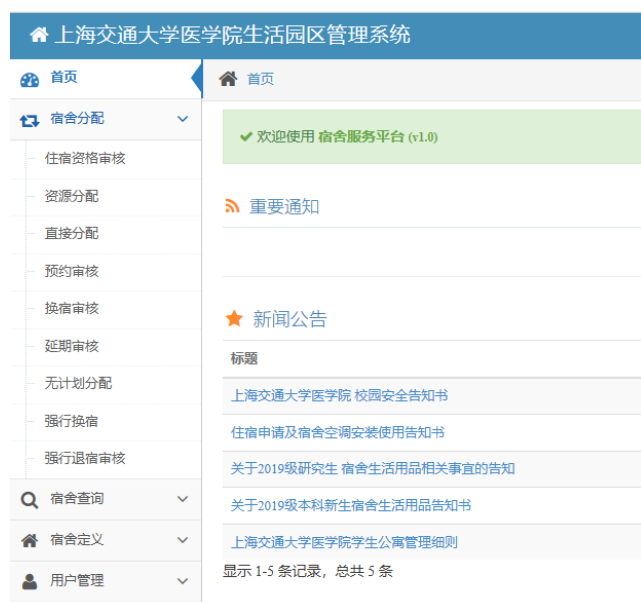 上海交通大学医学院生活园区管理系统
首页
宿舍分配
住宿资格审核
资源分配
直接分配
预约审核
换宿审核
延期审核
无计划分配
强行换宿
强行退宿审核
宿舍查询
宿舍定义
用户管理
首页
欢迎使用 宿舍服务平台 (v1.0)
重要通知
新闻公告
标题
上海交通大学医学院 校园安全告知书
住宿申请及宿舍空调安装使用告知书
关于2019级研究生 宿舍生活用品相关事宜的告知
关于2019级本科新生宿舍生活用品告知书
上海交通大学医学院学生公寓管理细则
显示 1-5 条记录，总共 5 条